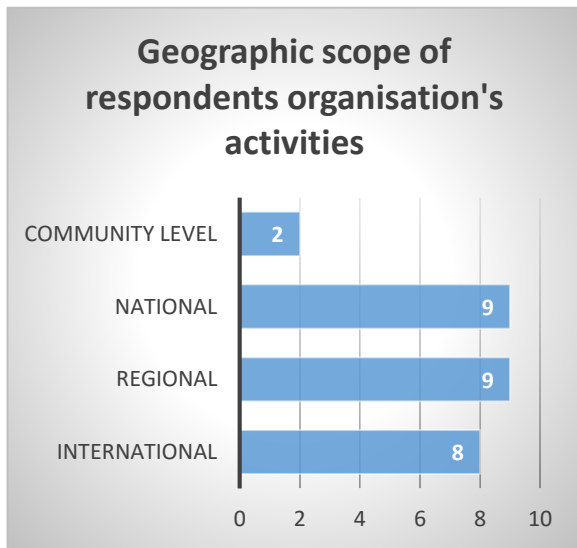 Geographic scope of
respondents organisation's
activities
COMMUNITY LEVEL
2
NATIONAL
9
REGIONAL
9
INTERNATIONAL
8
0 2 4 6 8 10